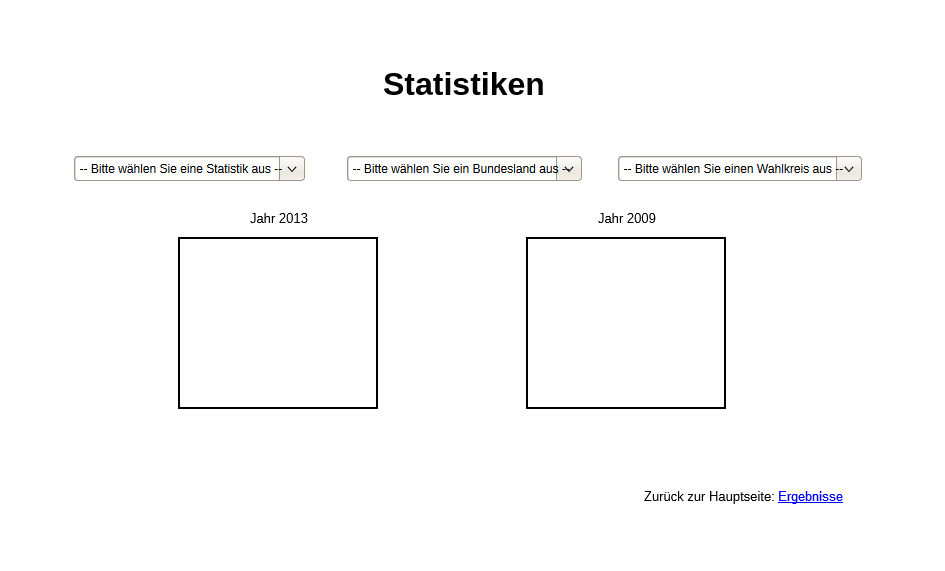 Statistiken
-- Bitte wählen Sie eine Statistik aus --
-- Bitte wählen Sie ein Bundesland aus --
-- Bitte wählen Sie einen Wahlkreis aus --
Jahr 2013
Jahr 2009
Zurück zur Hauptseite: Ergebnisse